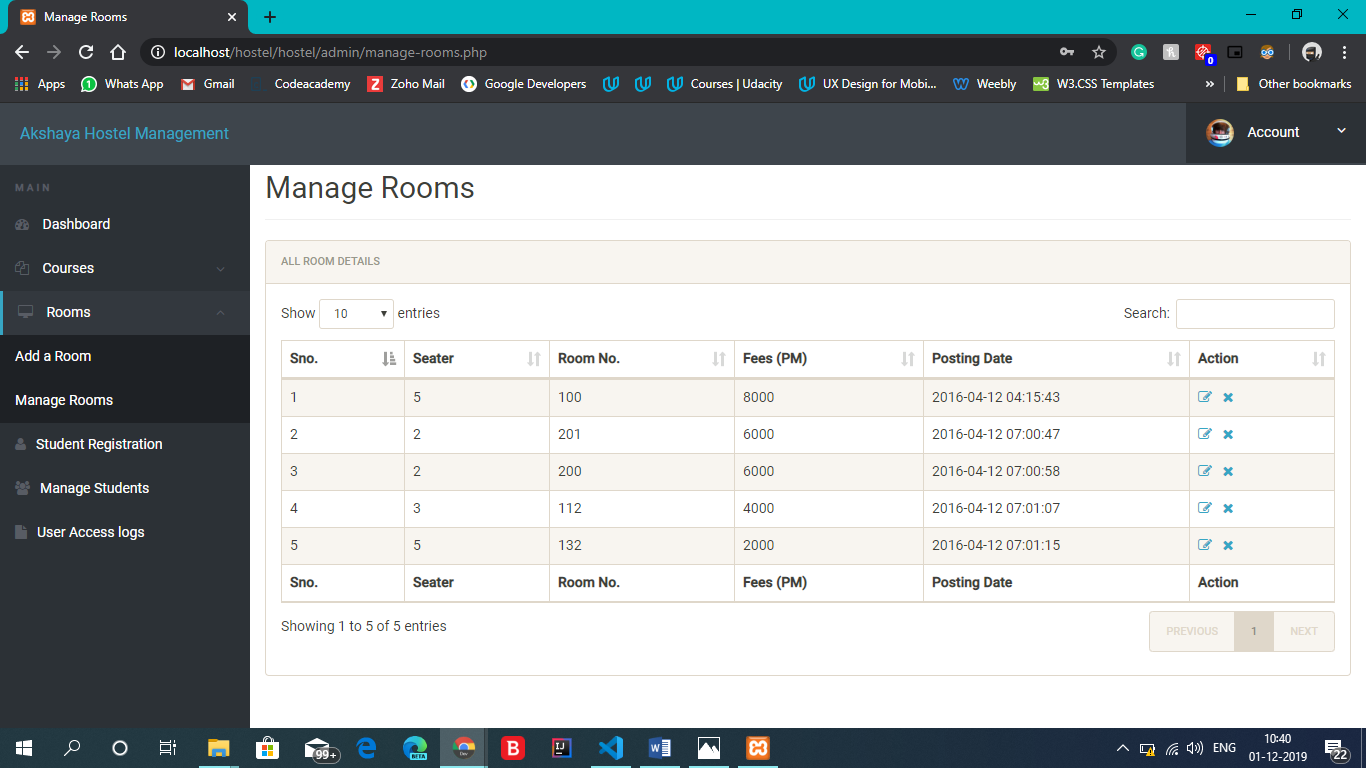 Manage Rooms
localhost/hostel/hostel/admin/manage-rooms.php
0
Apps Whats App Gmail Codeacademy Zoho Mail Google Developers Courses | Udacity UX Design for Mobi... Weebly W3.CSS Templates » Other bookmarks
1
Akshaya Hostel Management Account
MAIN
Dashboard
Courses
Rooms
Add a Room
Manage Rooms
Student Registration
Manage Students
User Access logs
Manage Rooms
ALL ROOM DETAILS
Show 10 entries Search:
Sno. Seater Room No. Fees (PM) Posting Date Action
1 5 100 8000 2016-04-12 04:15:43
2 2 201 6000 2016-04-12 07:00:47
3 2 200 6000 2016-04-12 07:00:58
4 3 112 4000 2016-04-12 07:01:07
5 5 132 2000 2016-04-12 07:01:15
Sno. Seater Room No. Fees (PM) Posting Date Action
Showing 1 to 5 of 5 entries
PREVIOUS 1 NEXT
99+ BETA Dev B IJ W ENG 10:40
01-12-2019
22